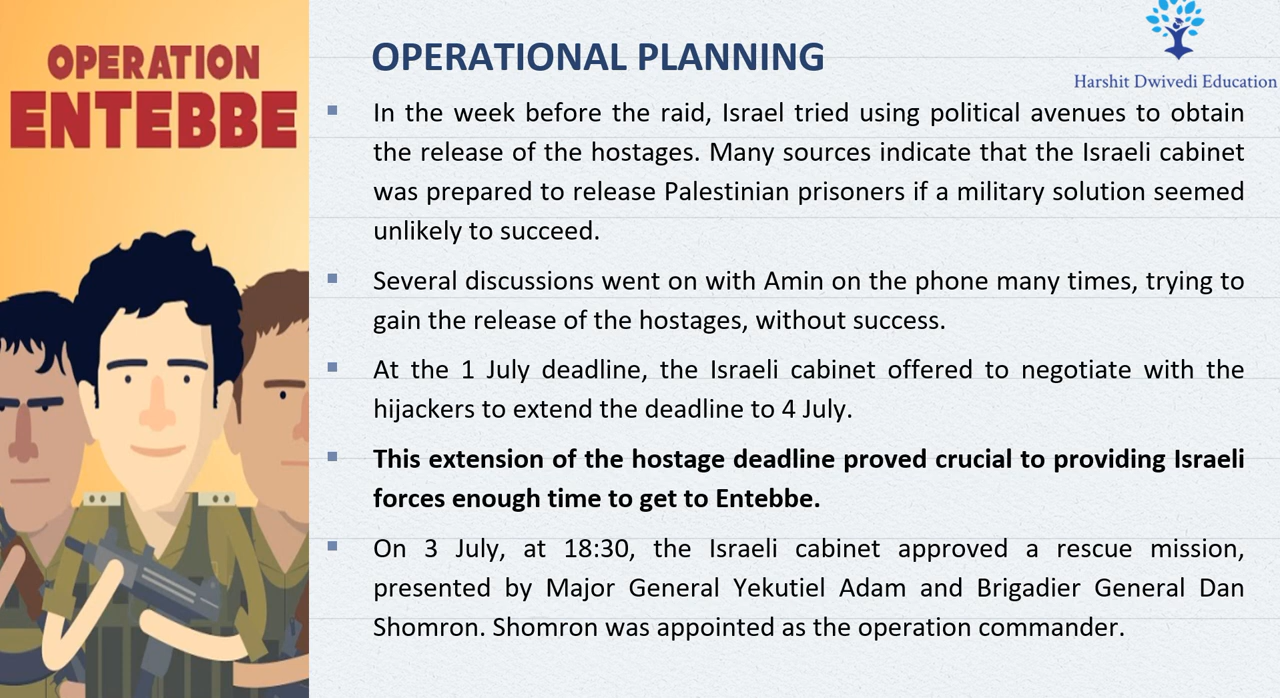 OPERATION
ENTEBBE
OPERATIONAL PLANNING
Harshit Dwivedi Education
In the week before the raid, Israel tried using political avenues to obtain
the release of the hostages. Many sources indicate that the Israeli cabinet
was prepared to release Palestinian prisoners if a military solution seemed
unlikely to succeed.
Several discussions went on with Amin on the phone many times, trying to
gain the release of the hostages, without success.
At the 1 July deadline, the Israeli cabinet offered to negotiate with the
hijackers to extend the deadline to 4 July.
This extension of the hostage deadline proved crucial to providing Israeli
forces enough time to get to Entebbe.
On 3 July, at 18:30, the Israeli cabinet approved a rescue mission,
presented by Major General Yekutiel Adam and Brigadier General Dan
Shomron. Shomron was appointed as the operation commander.